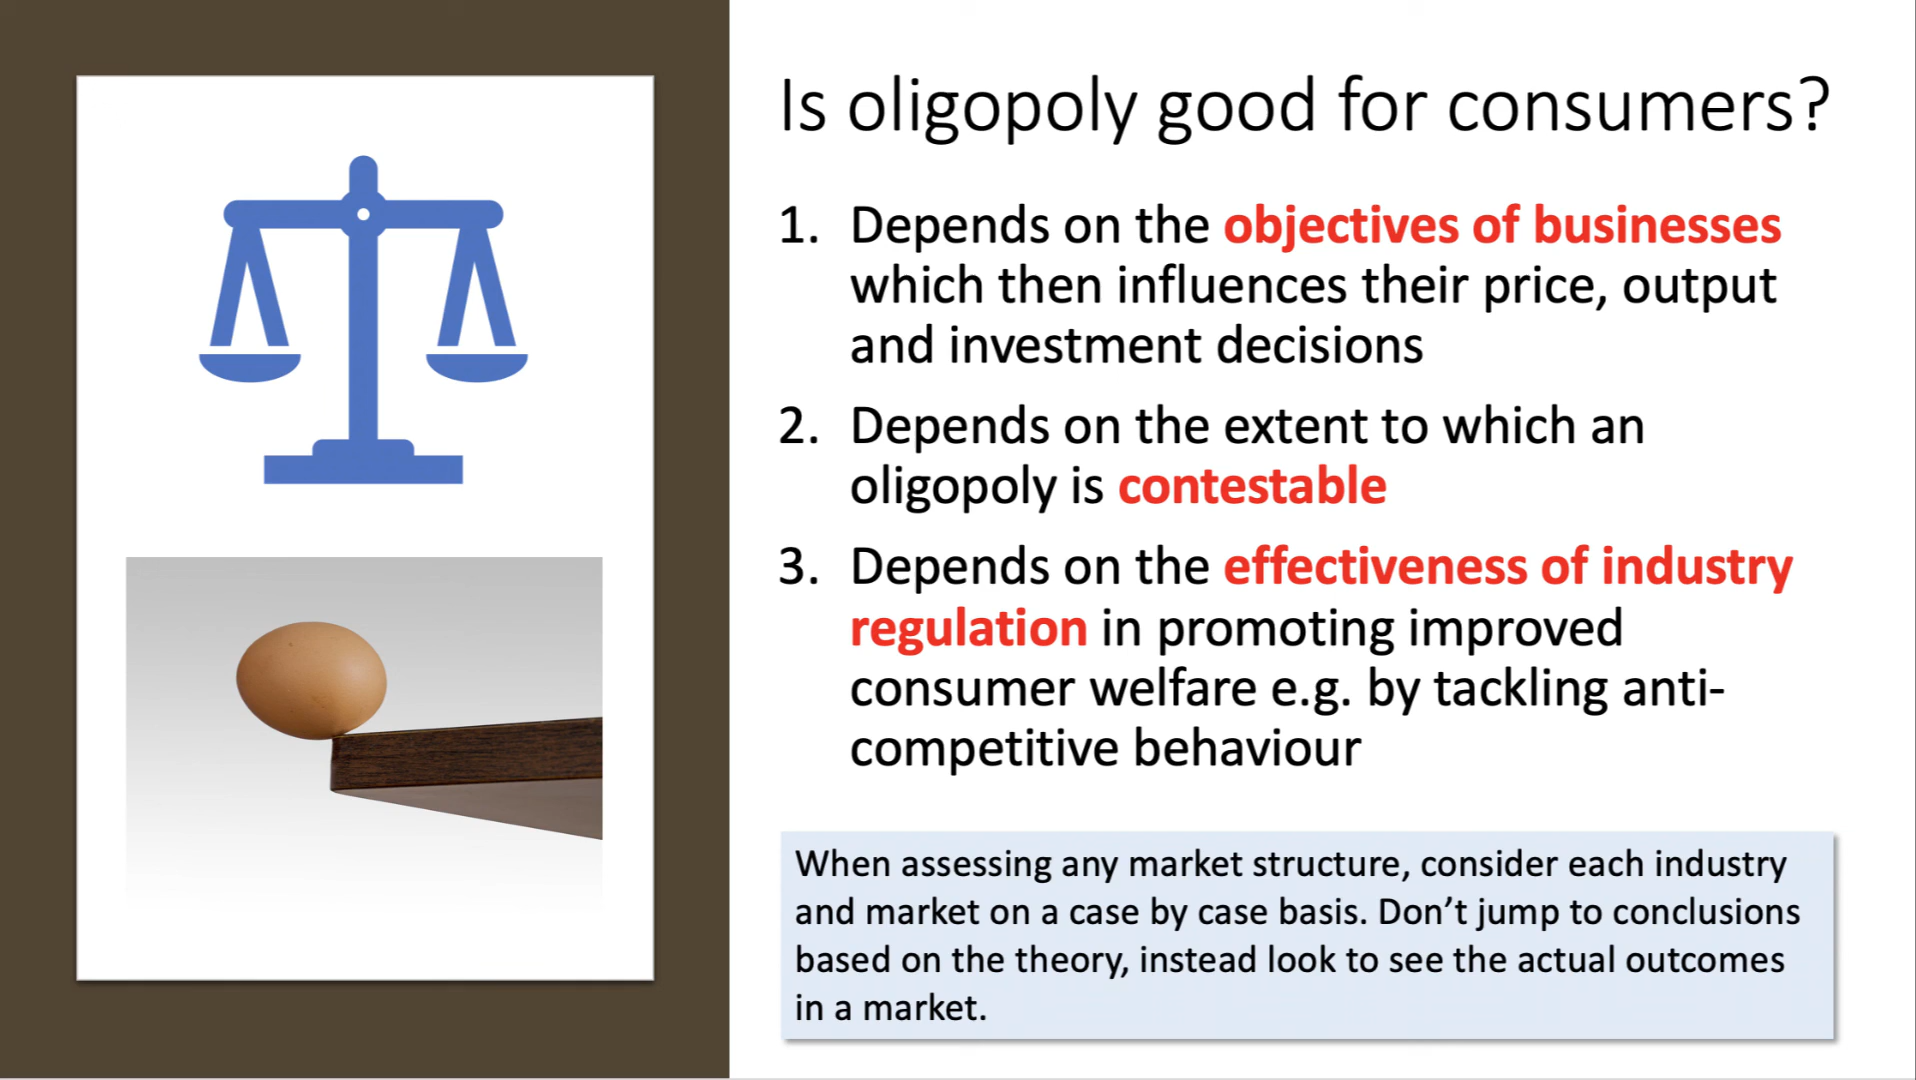 Is oligopoly good for consumers?
1. Depends on the objectives of businesses
which then influences their price, output
and investment decisions
2. Depends on the extent to which an
oligopoly is contestable
3. Depends on the effectiveness of industry
regulation in promoting improved
consumer welfare e.g. by tackling anti-
competitive behaviour
When assessing any market structure, consider each industry
and market on a case by case basis. Don’t jump to conclusions
based on the theory, instead look to see the actual outcomes
in a market.